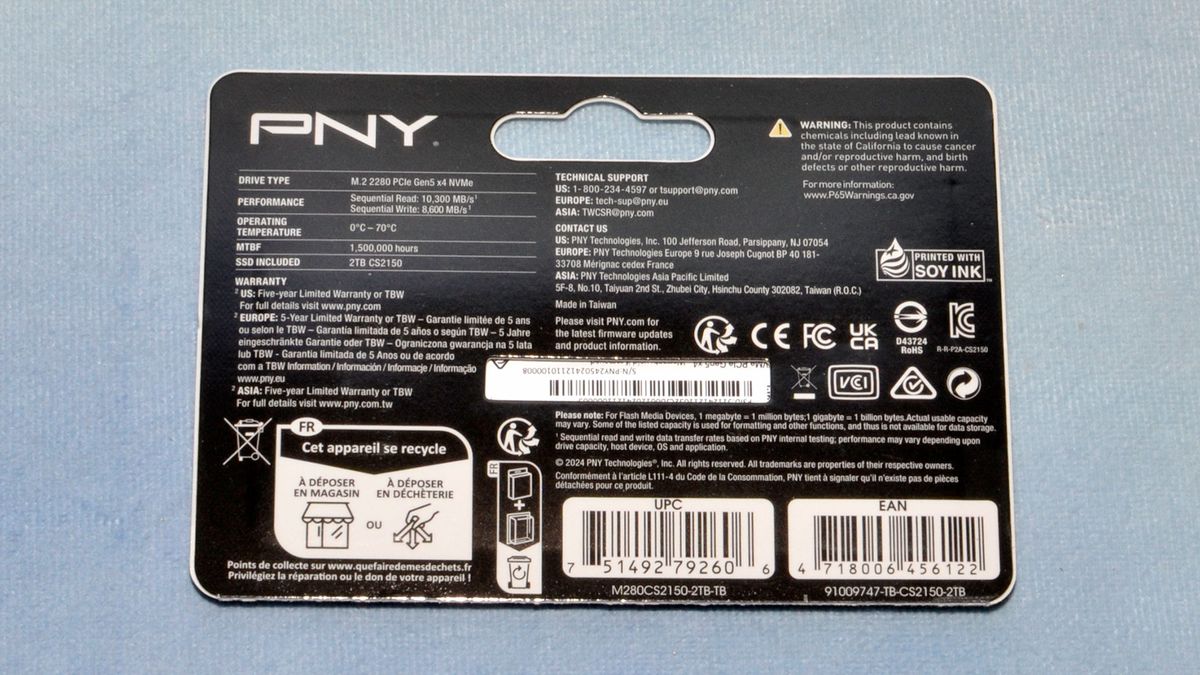 PNY
DRIVE TYPE M.2 2280 PCIe Gen5 x4 NVMe
PERFORMANCE Sequential Read: 10,300 MB/s¹
Sequential Write: 8,600 MB/s¹
OPERATING
TEMPERATURE 0°C – 70°C
MTBF 1,500,000 hours
SSD INCLUDED 2TB CS2150
WARRANTY
² US: Five-year Limited Warranty or TBW
For full details visit www.pny.com
² EUROPE: 5-Year Limited Warranty or TBW – Garantie limitée de 5 ans
ou selon le TBW – Garantía limitada de 5 años o según TBW – 5 Jahre
eingeschränkte Garantie oder TBW – Ograniczona gwarancja na 5 lata
lub TBW - Garantia limitada de 5 Anos ou de acordo
com a TBW Information / Información / Informacje / Informação
www.pny.eu
² ASIA: Five-year Limited Warranty or TBW
For full details visit www.pny.com.tw
TECHNICAL SUPPORT
US: 1-800-234-4597 or tsupport@pny.com
EUROPE: tech-sup@pny.eu
ASIA: TWCSR@pny.com
CONTACT US
US: PNY Technologies, Inc. 100 Jefferson Road, Parsippany, NJ 07054
EUROPE: PNY Technologies Europe 9 rue Joseph Cugnot BP 40 181-
33708 Mérignac cedex France
ASIA: PNY Technologies Asia Pacific Limited
5F-8, No.10, Taiyuan 2nd St., Zhubei City, Hsinchu County 302082, Taiwan (R.O.C.)
Made in Taiwan
Please visit PNY.com for
the latest firmware updates
and product information.
WARNING: This product contains
chemicals including lead known in
the state of California to cause cancer
and/or reproductive harm, and birth
defects or other reproductive harm.
For more information:
www.P65Warnings.ca.gov
PRINTED WITH
SOY INK™
CE
FC
UK
CA
D43724
RoHS
R-R-P2A-CS2150
VCI
S/N:PNY24502412110100008
Please note: For Flash Media Devices, 1 megabyte = 1 million bytes;1 gigabyte = 1 billion bytes.Actual usable capacity
may vary. Some of the listed capacity is used for formatting and other functions, and thus is not available for data storage.
¹ Sequential read and write data transfer rates based on PNY internal testing; performance may vary depending upon
drive capacity, host device, OS and application.
© 2024 PNY Technologies®, Inc. All rights reserved. All trademarks are properties of their respective owners.
Conformément à l'article L111-4 du Code de la Consommation, PNY tient à signaler qu'il n'existe pas de pièces
détachées pour ce produit.
FR
Cet appareil se recycle
À DÉPOSER
EN MAGASIN
OU
À DÉPOSER
EN DÉCHÈTERIE
Points de collecte sur www.quefairedemesdechets.fr
Privilégiez la réparation ou le don de votre appareil !
FR
+
UPC
7 51492 79260 6
M280CS2150-2TB-TB
EAN
4 718006 456122
91009747-TB-CS2150-2TB